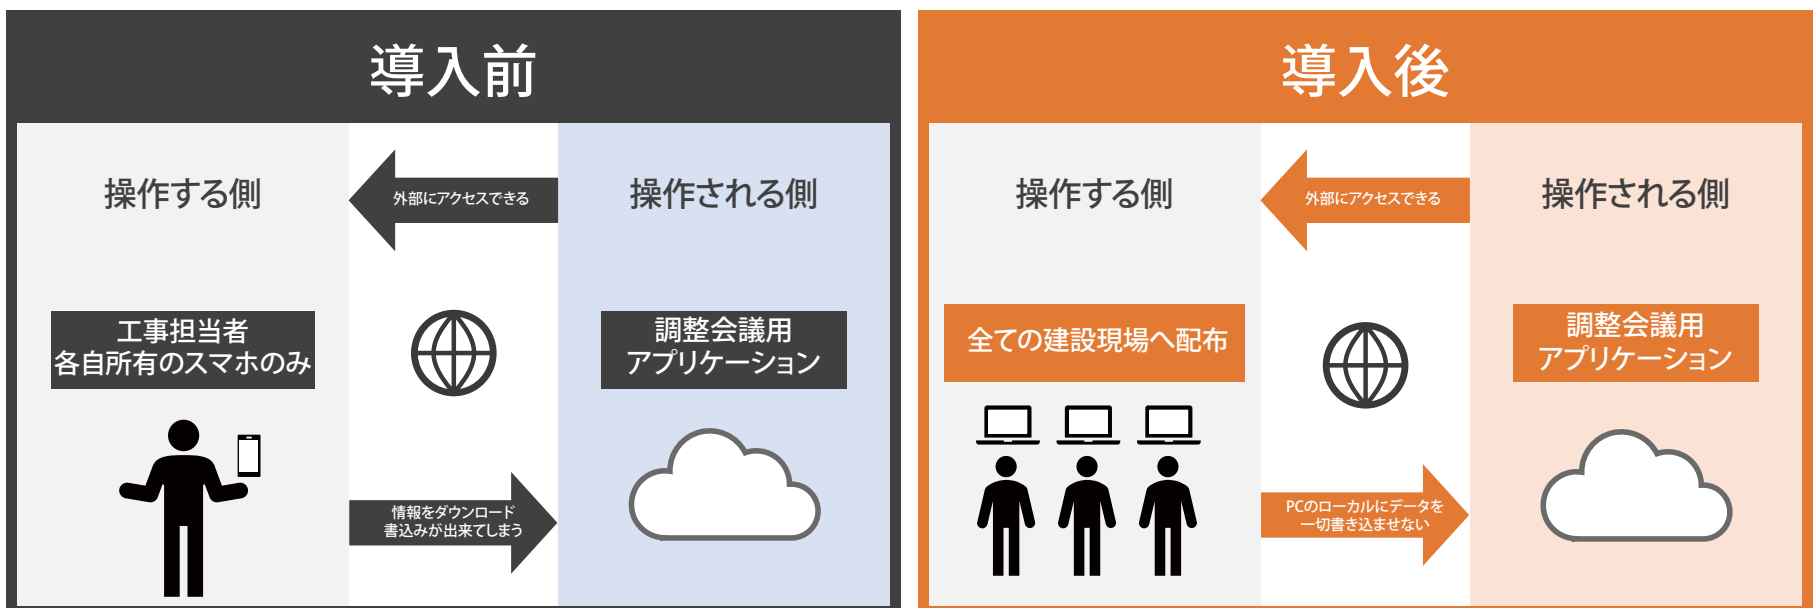 導入前
操作する側
外部にアクセスできる
操作される側
工事担当者
各自所有のスマホのみ
調整会議用
アプリケーション
情報をダウンロード
書込みが出来てしまう
導入後
操作する側
外部にアクセスできる
操作される側
全ての建設現場へ配布
調整会議用
アプリケーション
PCのローカルにデータを
一切書き込ませない